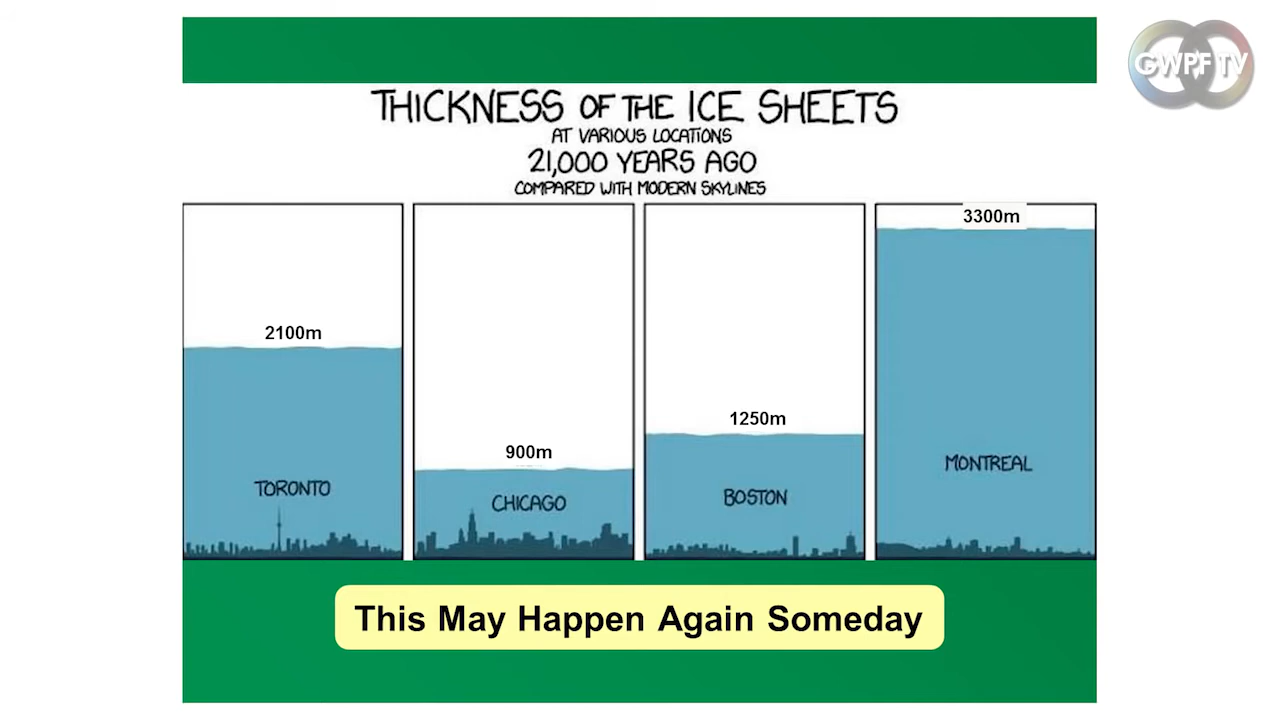 GWPF TV
THICKNESS OF THE ICE SHEETS
AT VARIOUS LOCATIONS
21,000 YEARS AGO
COMPARED WITH MODERN SKYLINES
2100m
TORONTO
900m
CHICAGO
1250m
BOSTON
3300m
MONTREAL
This May Happen Again Someday